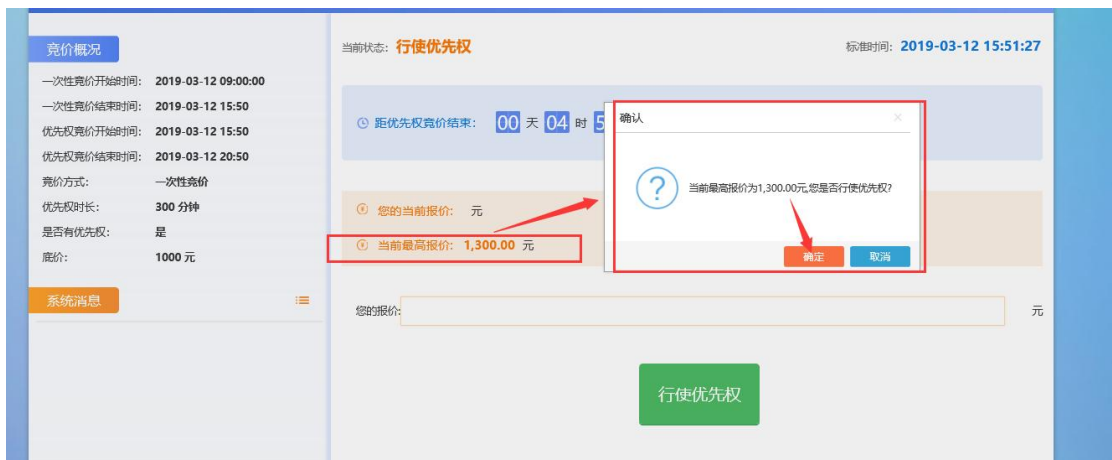 竞价概况
一次性竞价开始时间: 2019-03-12 09:00:00
一次性竞价结束时间: 2019-03-12 15:50
优先权竞价开始时间: 2019-03-12 15:50
优先权竞价结束时间: 2019-03-12 20:50
竞价方式: 一次性竞价
优先权时长: 300 分钟
是否有优先权: 是
底价: 1000 元
系统消息
当前状态: 行使优先权
标准时间: 2019-03-12 15:51:27
距优先权竞价结束: 00 天 04 时 5
您的当前报价: 元
当前最高报价: 1,300.00 元
确认
当前最高报价为1,300.00元,您是否行使优先权?
确定 取消
您的报价: 元
行使优先权